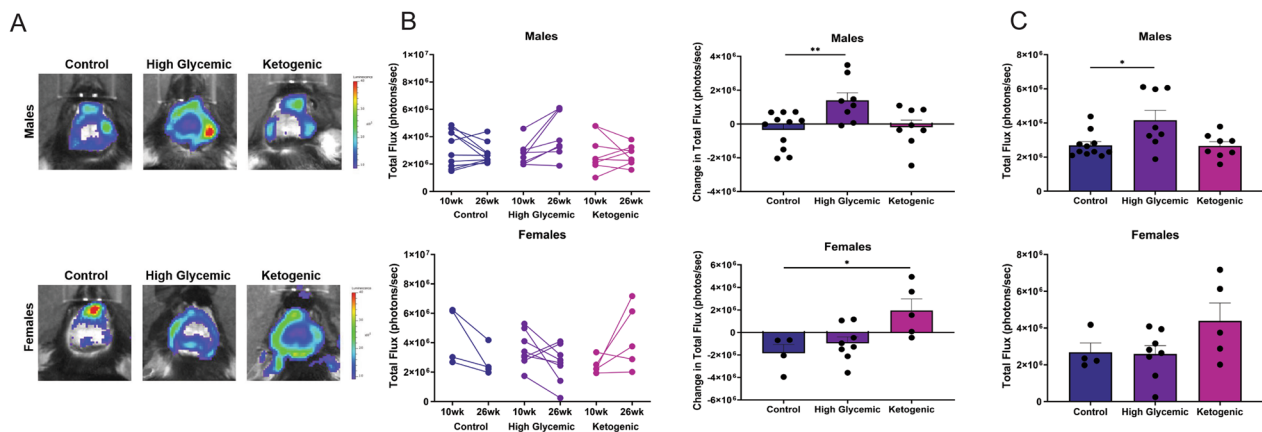 A
B
C
Males
Control
High Glycemic
Ketogenic
Females
Control
High Glycemic
Ketogenic
Luminescence
Males
Total Flux (photons/sec)
1×10⁷
8×10⁶
6×10⁶
4×10⁶
2×10⁶
0
10wk 26wk 10wk 26wk 10wk 26wk
Control High Glycemic Ketogenic
Females
Total Flux (photons/sec)
1×10⁷
8×10⁶
6×10⁶
4×10⁶
2×10⁶
0
10wk 26wk 10wk 26wk 10wk 26wk
Control High Glycemic Ketogenic
Males
Change in Total Flux (photons/sec)
**
4×10⁶
2×10⁶
0
-2×10⁶
-4×10⁶
Control High Glycemic Ketogenic
Females
Change in Total Flux (photons/sec)
*
6×10⁶
4×10⁶
2×10⁶
0
-2×10⁶
-4×10⁶
-6×10⁶
Control High Glycemic Ketogenic
Males
Total Flux (photons/sec)
*
8×10⁶
6×10⁶
4×10⁶
2×10⁶
0
Control High Glycemic Ketogenic
Females
Total Flux (photons/sec)
8×10⁶
6×10⁶
4×10⁶
2×10⁶
0
Control High Glycemic Ketogenic